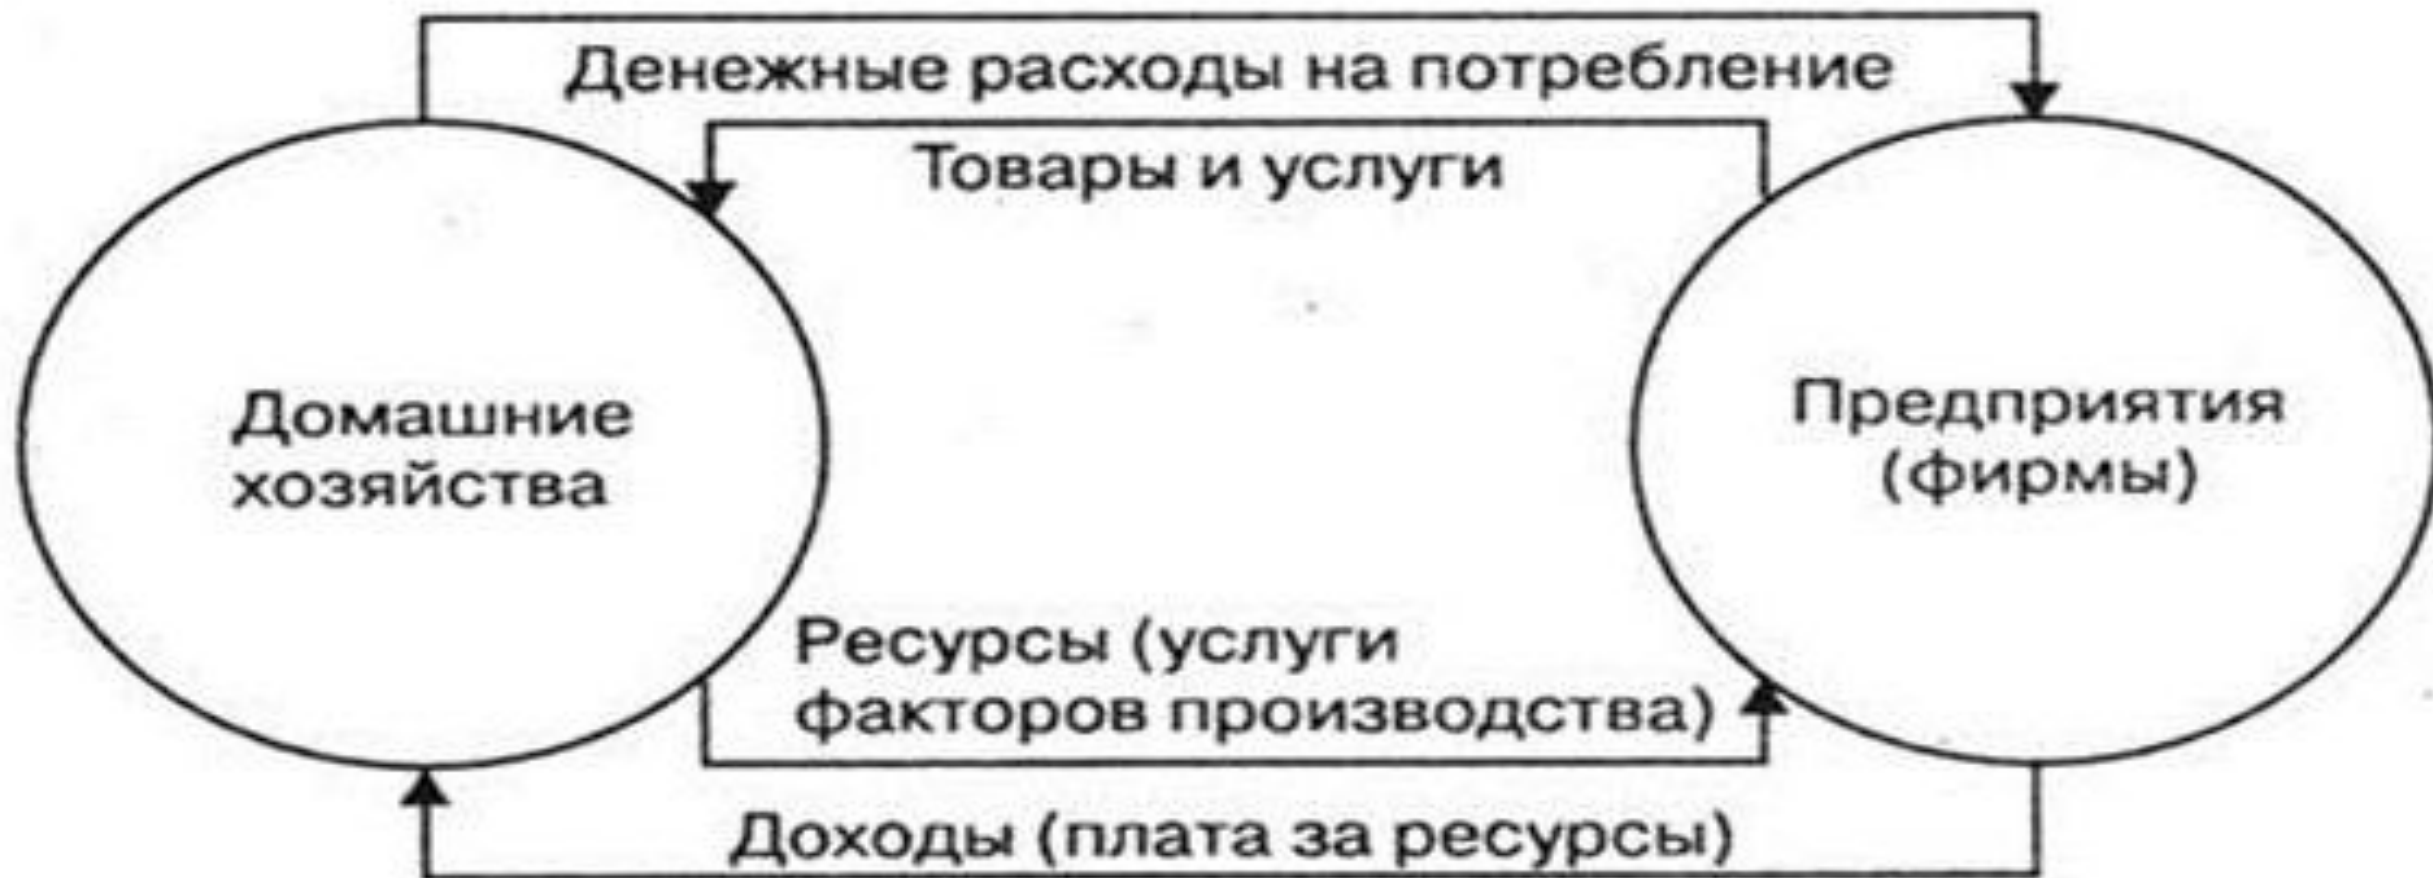 Денежные расходы на потребление
Товары и услуги
Домашние
хозяйства
Предприятия
(фирмы)
Ресурсы (услуги
факторов производства)
Доходы (плата за ресурсы)